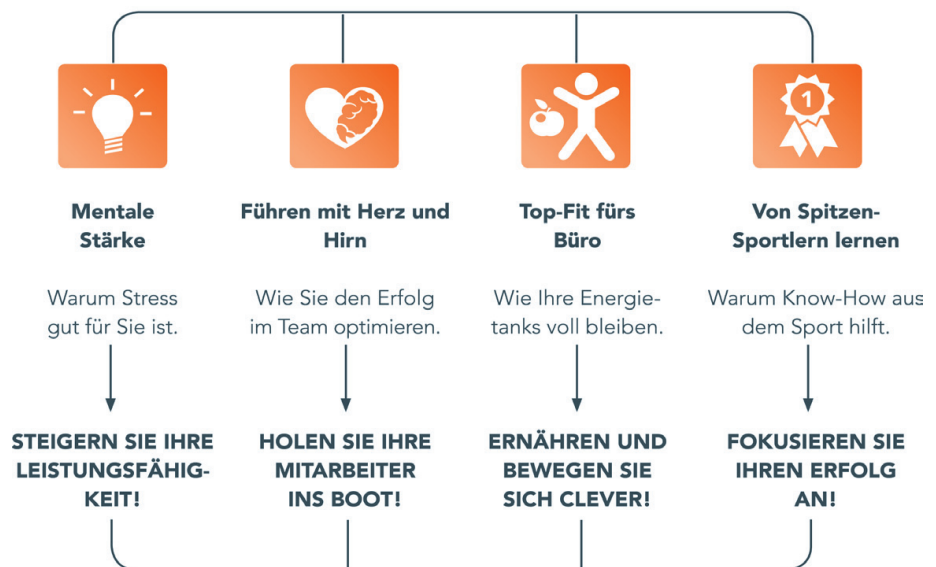 1
Mentale
Stärke
Warum Stress
gut für Sie ist.
STEIGERN SIE IHRE
LEISTUNGSFÄHIG-
KEIT!
Führen mit Herz und
Hirn
Wie Sie den Erfolg
im Team optimieren.
HOLEN SIE IHRE
MITARBEITER
INS BOOT!
Top-Fit fürs
Büro
Wie Ihre Energie-
tanks voll bleiben.
ERNÄHREN UND
BEWEGEN SIE
SICH CLEVER!
Von Spitzen-
Sportlern lernen
Warum Know-How aus
dem Sport hilft.
FOKUSIEREN SIE
IHREN ERFOLG
AN!